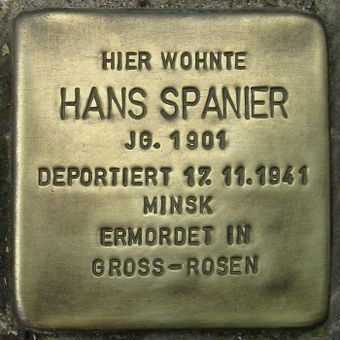 HIER WOHNTE
HANS SPANIER
JG. 1901
DEPORTIERT 17. 11. 1941
MINSK
ERMORDET IN
GROSS-ROSEN